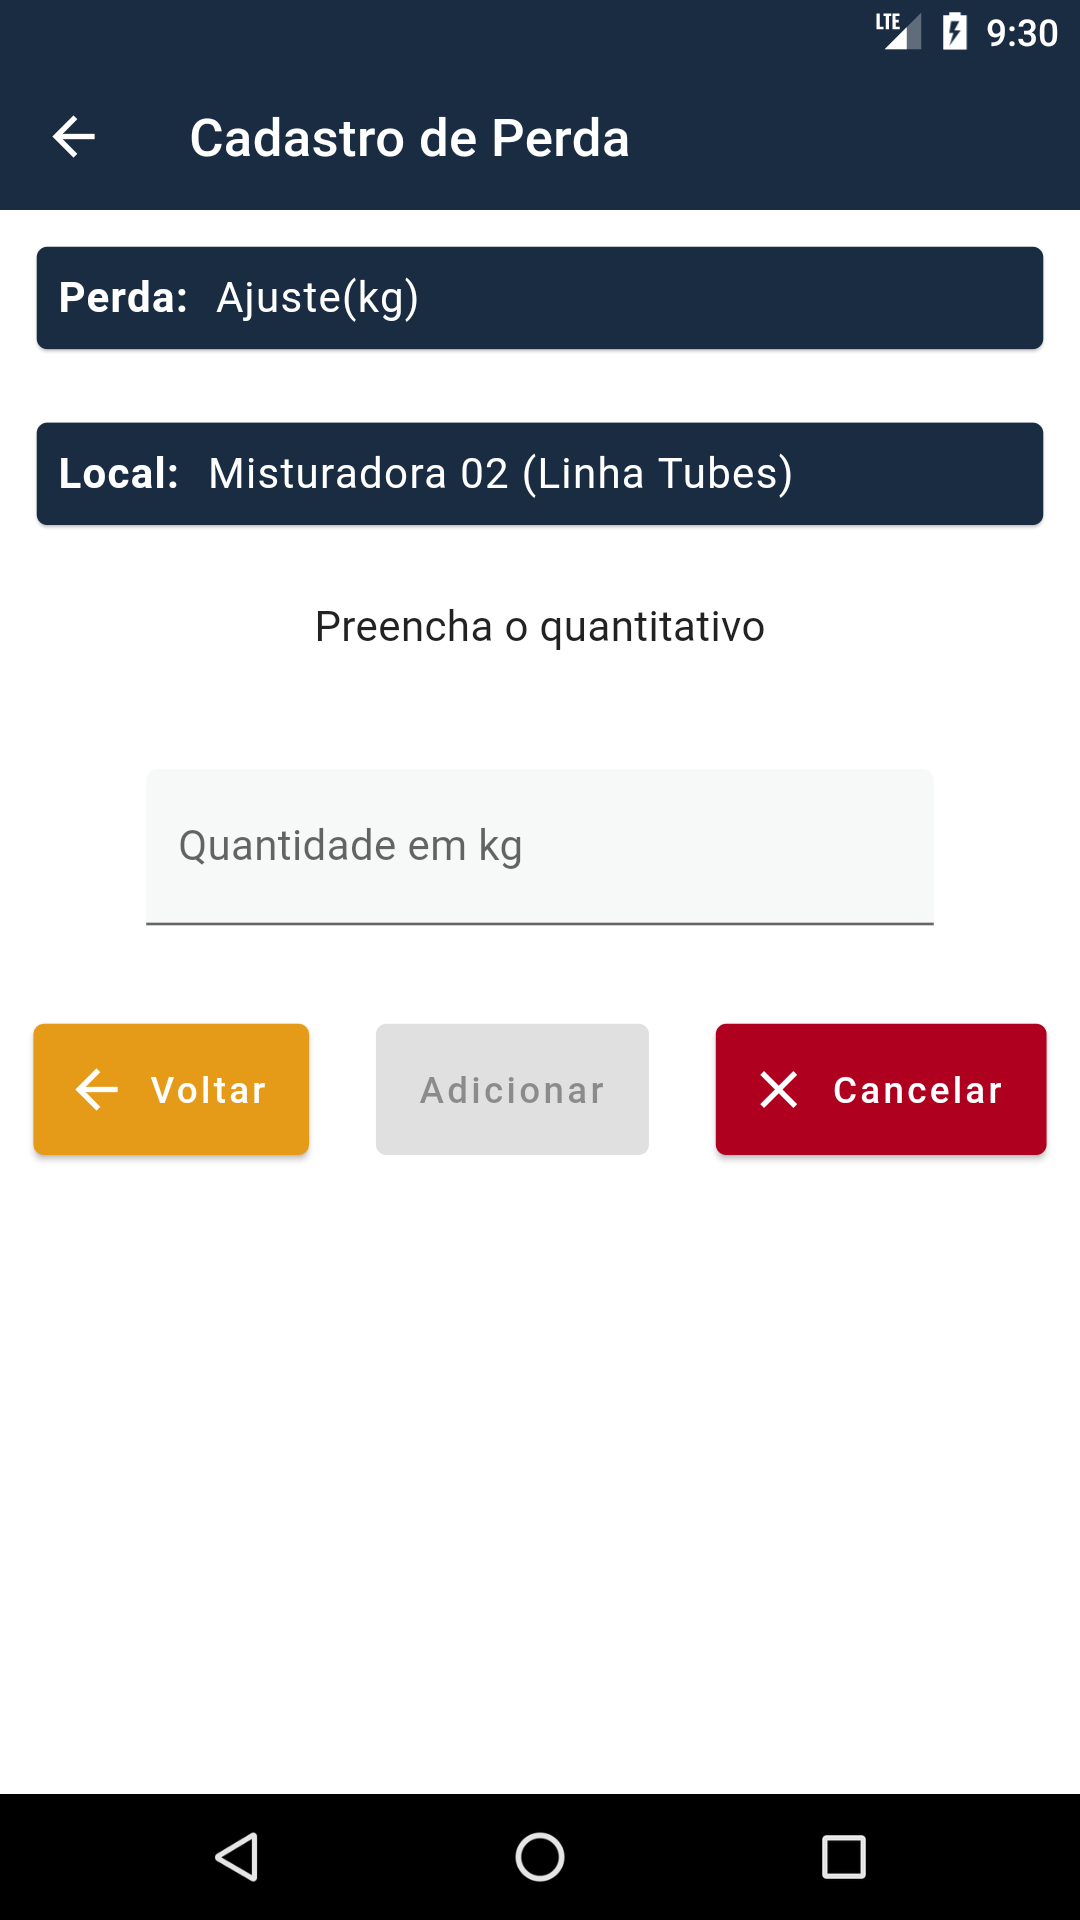 LTE 9:30
Cadastro de Perda
Perda: Ajuste(kg)
Local: Misturadora 02 (Linha Tubes)
Preencha o quantitativo
Quantidade em kg
Voltar Adicionar Cancelar